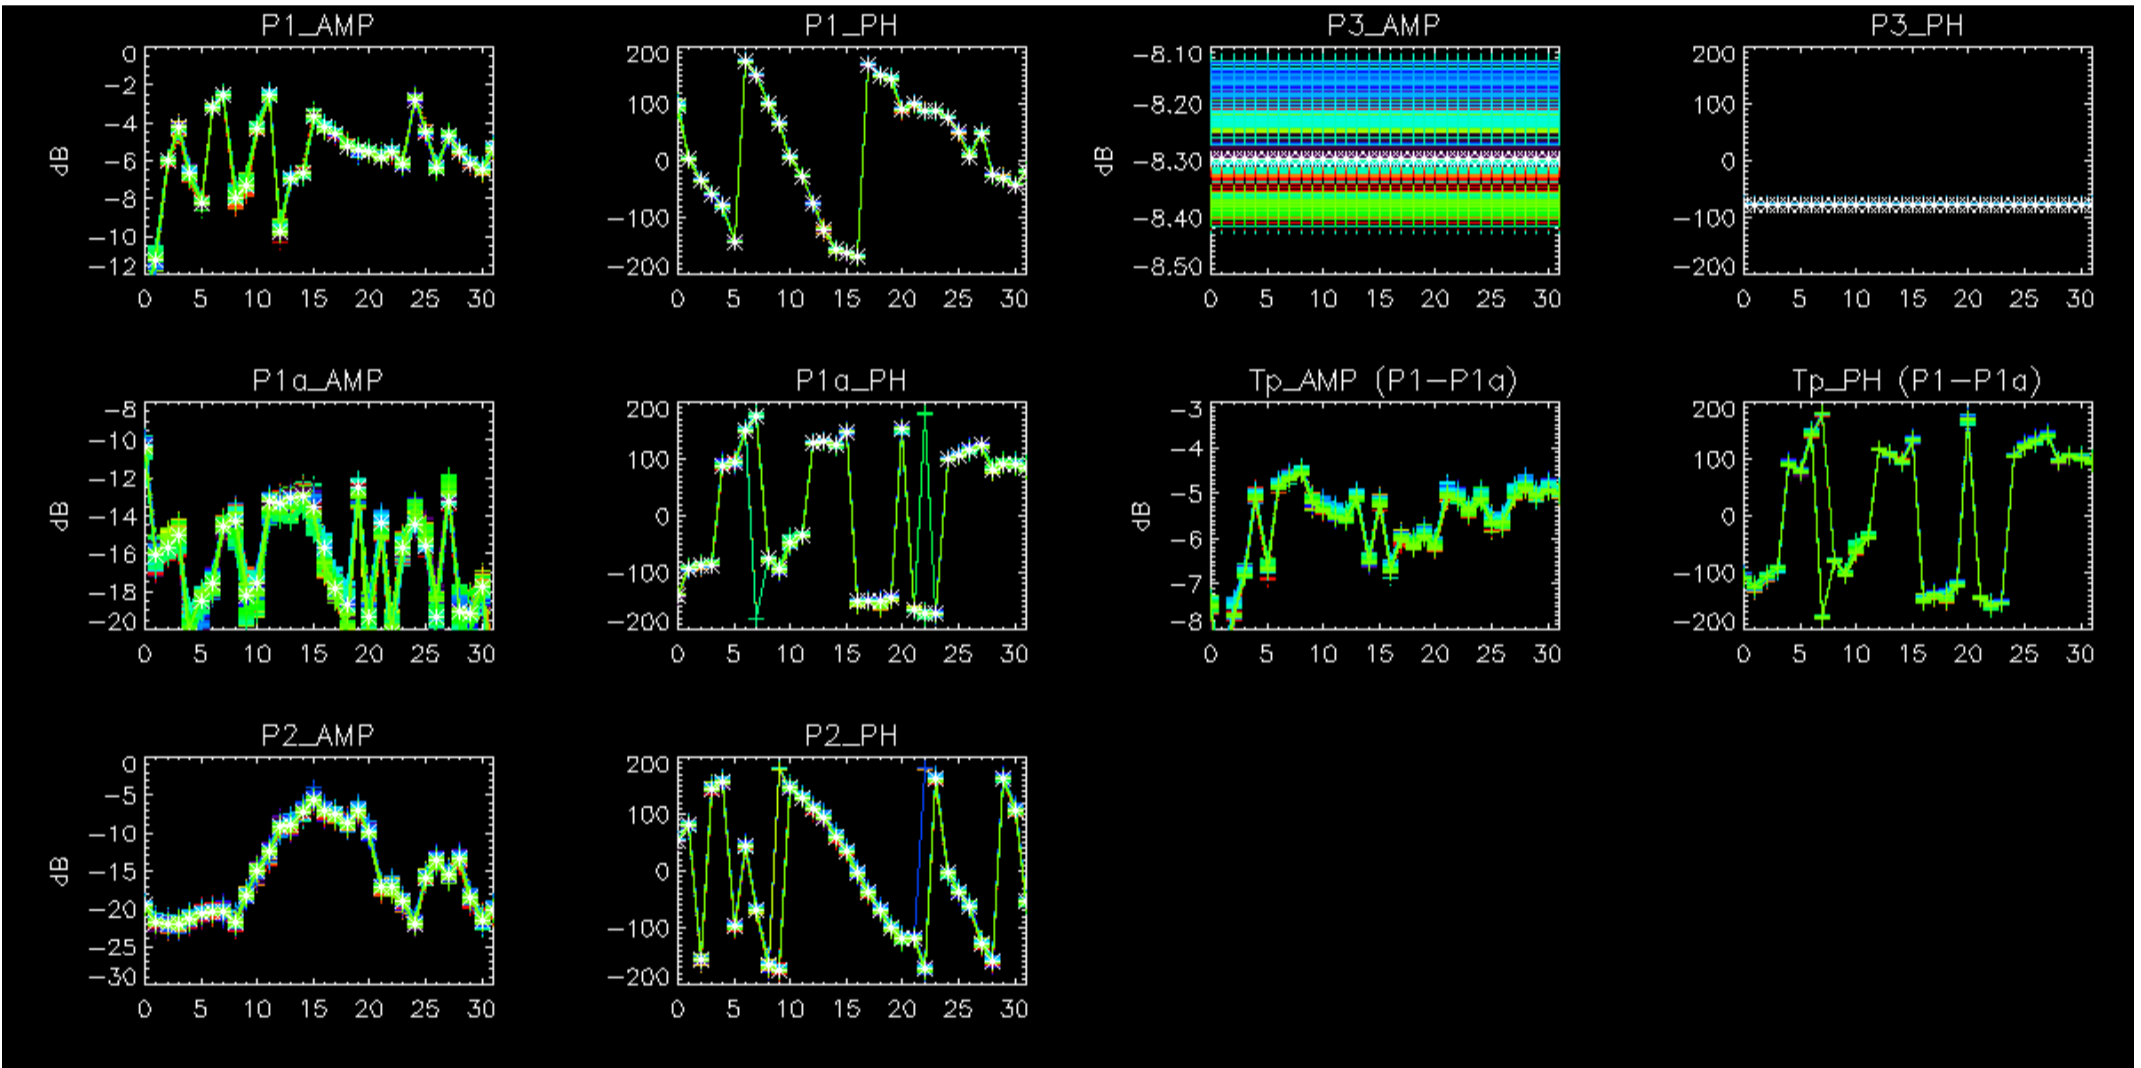 P1_AMP
P1_PH
P3_AMP
P3_PH
0
-2
-4
-6
-8
-10
-12
dB
0 5 10 15 20 25 30
200
100
0
-100
-200
0 5 10 15 20 25 30
-8.10
-8.20
-8.30
-8.40
-8.50
dB
0 5 10 15 20 25 30
200
100
0
-100
-200
0 5 10 15 20 25 30
P1a_AMP
P1a_PH
Tp_AMP (P1-P1a)
Tp_PH (P1-P1a)
-8
-10
-12
-14
-16
-18
-20
dB
0 5 10 15 20 25 30
200
100
0
-100
-200
0 5 10 15 20 25 30
-3
-4
-5
-6
-7
-8
dB
0 5 10 15 20 25 30
200
100
0
-100
-200
0 5 10 15 20 25 30
P2_AMP
P2_PH
0
-5
-10
-15
-20
-25
-30
dB
0 5 10 15 20 25 30
200
100
0
-100
-200
0 5 10 15 20 25 30